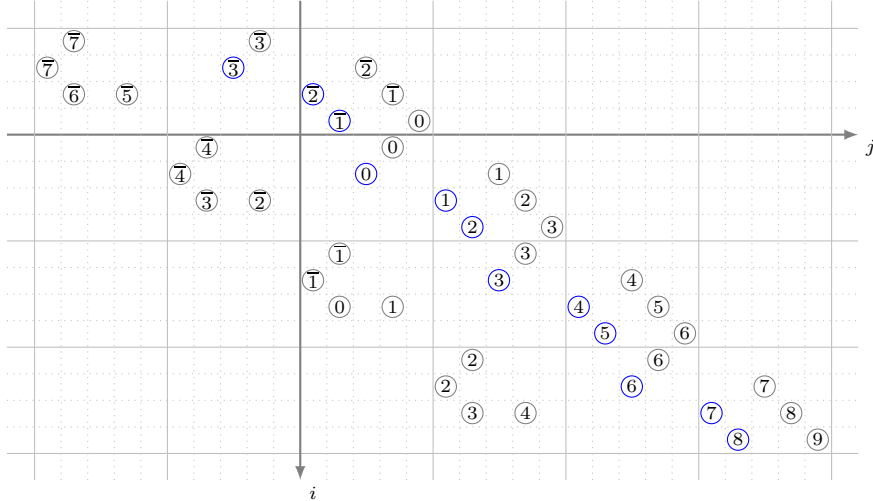 7̅ 3̅
7̅ 3̅ 2̅
6̅ 5̅ 2̅ 1̅
1̅ 0
4̅ 0 j
4̅ 0 1
3̅ 2̅ 1 2
2 3
1̅ 3
1̅ 3 4
0 1 4 5
5 6
2 6
2 6 7
3 4 7 8
8 9
i